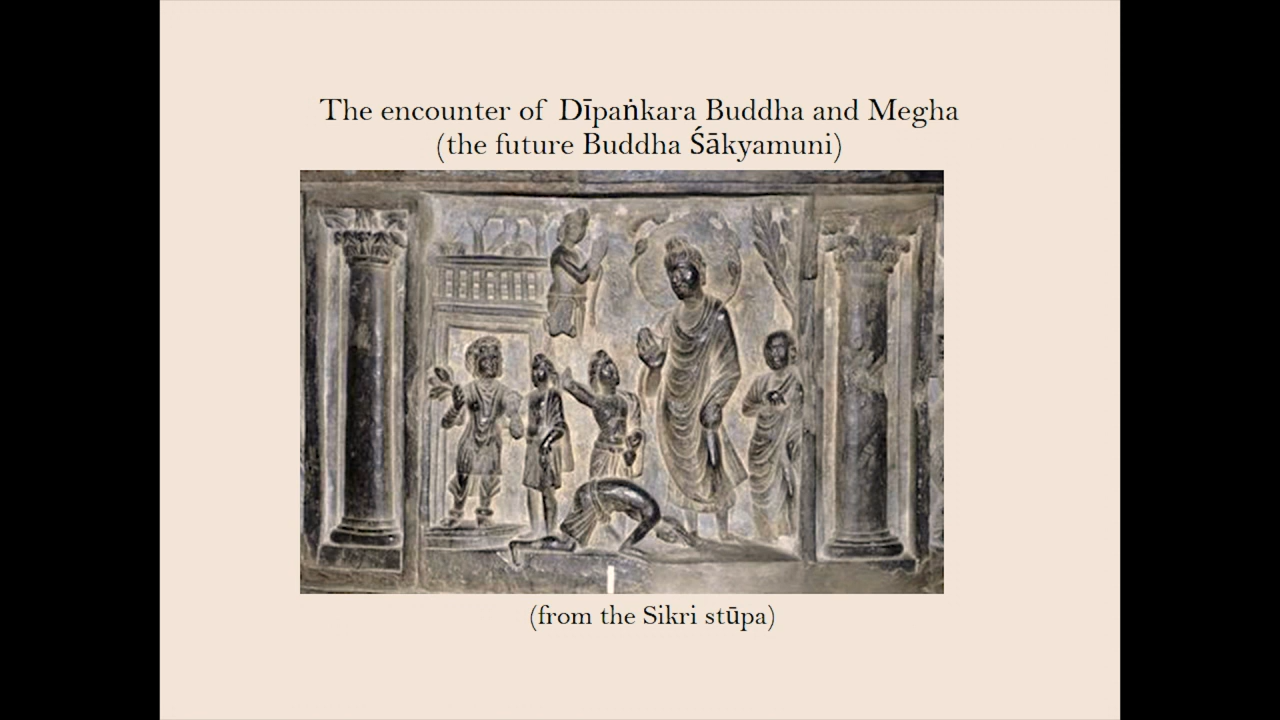 The encounter of Dīpaṅkara Buddha and Megha
(the future Buddha Śākyamuni)
(from the Sikri stūpa)